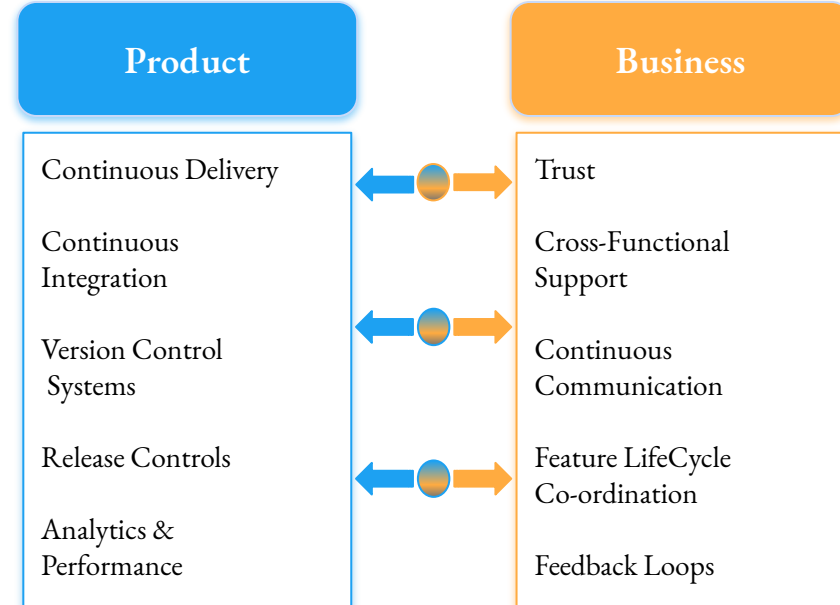 Product
Continuous Delivery
Continuous
Integration
Version Control
Systems
Release Controls
Analytics &
Performance
Business
Trust
Cross-Functional
Support
Continuous
Communication
Feature LifeCycle
Co-ordination
Feedback Loops